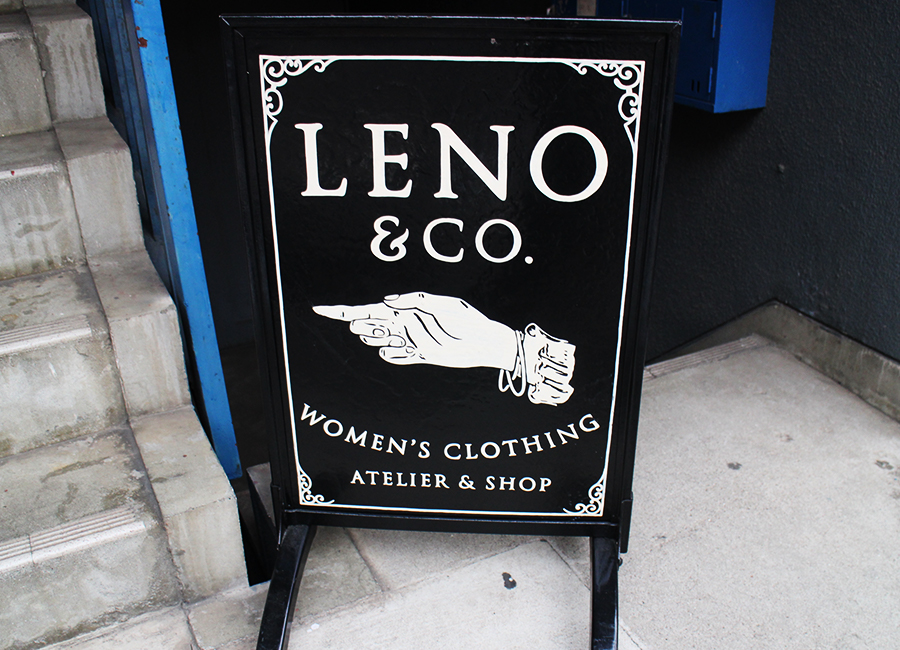 LENO
& CO.
WOMEN'S CLOTHING
ATELIER & SHOP